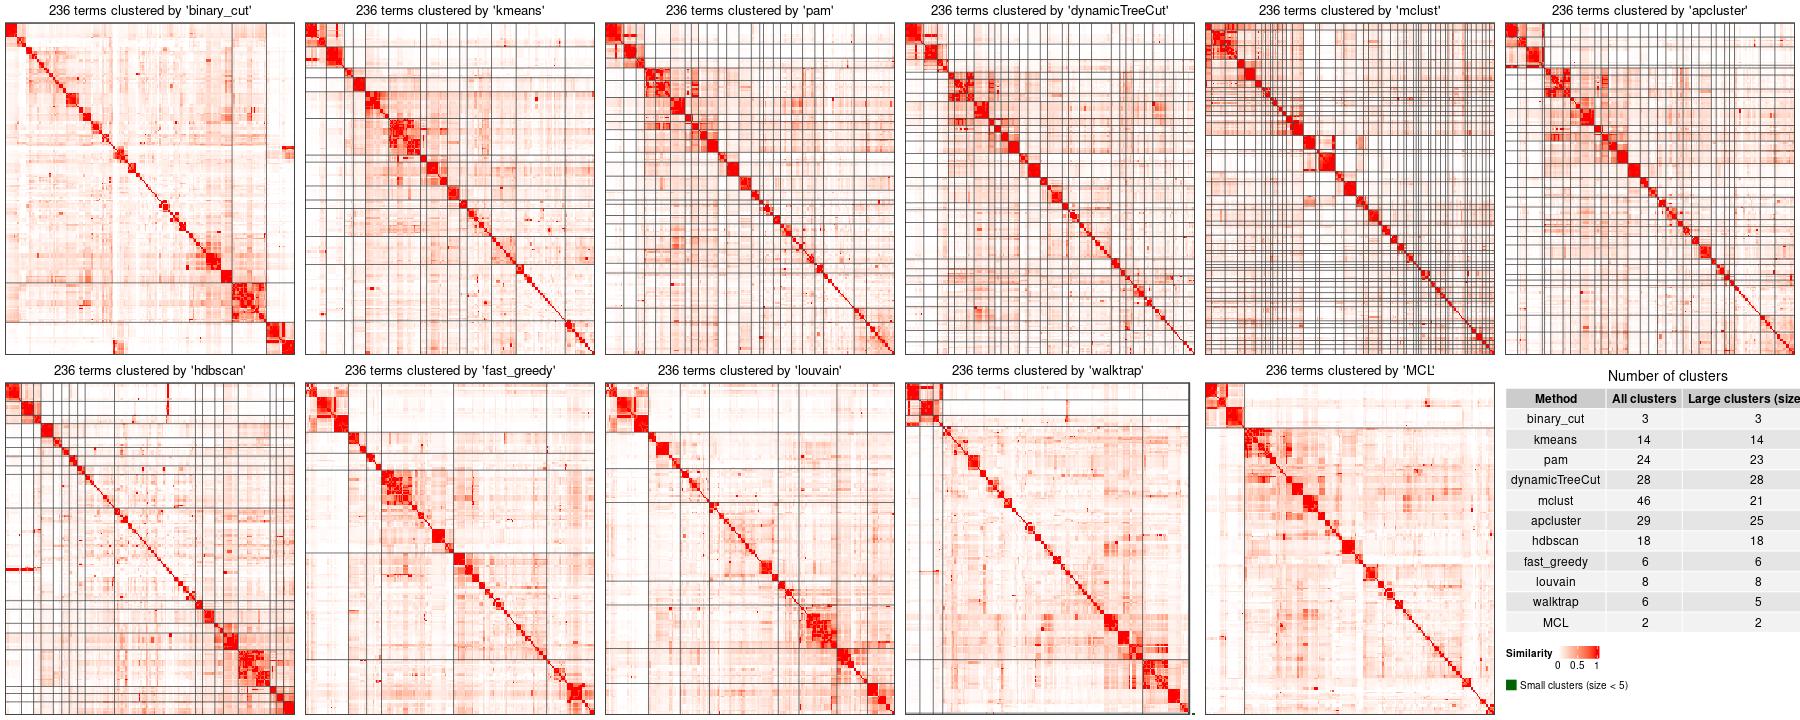 236 terms clustered by 'binary_cut'
236 terms clustered by 'kmeans'
236 terms clustered by 'pam'
236 terms clustered by 'dynamicTreeCut'
236 terms clustered by 'mclust'
236 terms clustered by 'apcluster'
236 terms clustered by 'hdbscan'
236 terms clustered by 'fast_greedy'
236 terms clustered by 'louvain'
236 terms clustered by 'walktrap'
236 terms clustered by 'MCL'
Number of clusters
Method All clusters Large clusters (size
binary_cut 3 3
kmeans 14 14
pam 24 23
dynamicTreeCut 28 28
mclust 46 21
apcluster 29 25
hdbscan 18 18
fast_greedy 6 6
louvain 8 8
walktrap 6 5
MCL 2 2
Similarity
0 0.5 1
Small clusters (size < 5)